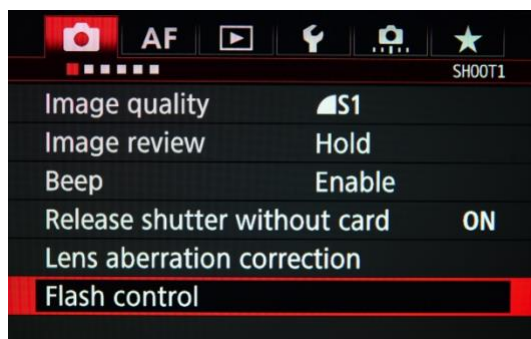 AF
SHOOT1
Image quality S1
Image review Hold
Beep Enable
Release shutter without card ON
Lens aberration correction
Flash control